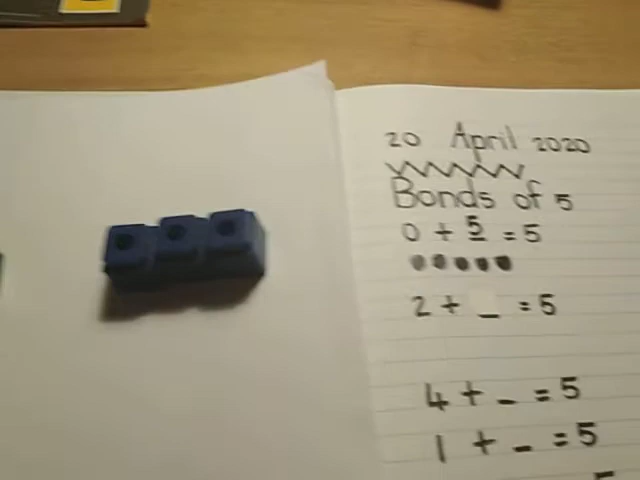 20 April 2020
Bonds of 5
0 + 5 = 5
2 + _ = 5
4 + _ = 5
1 + _ = 5